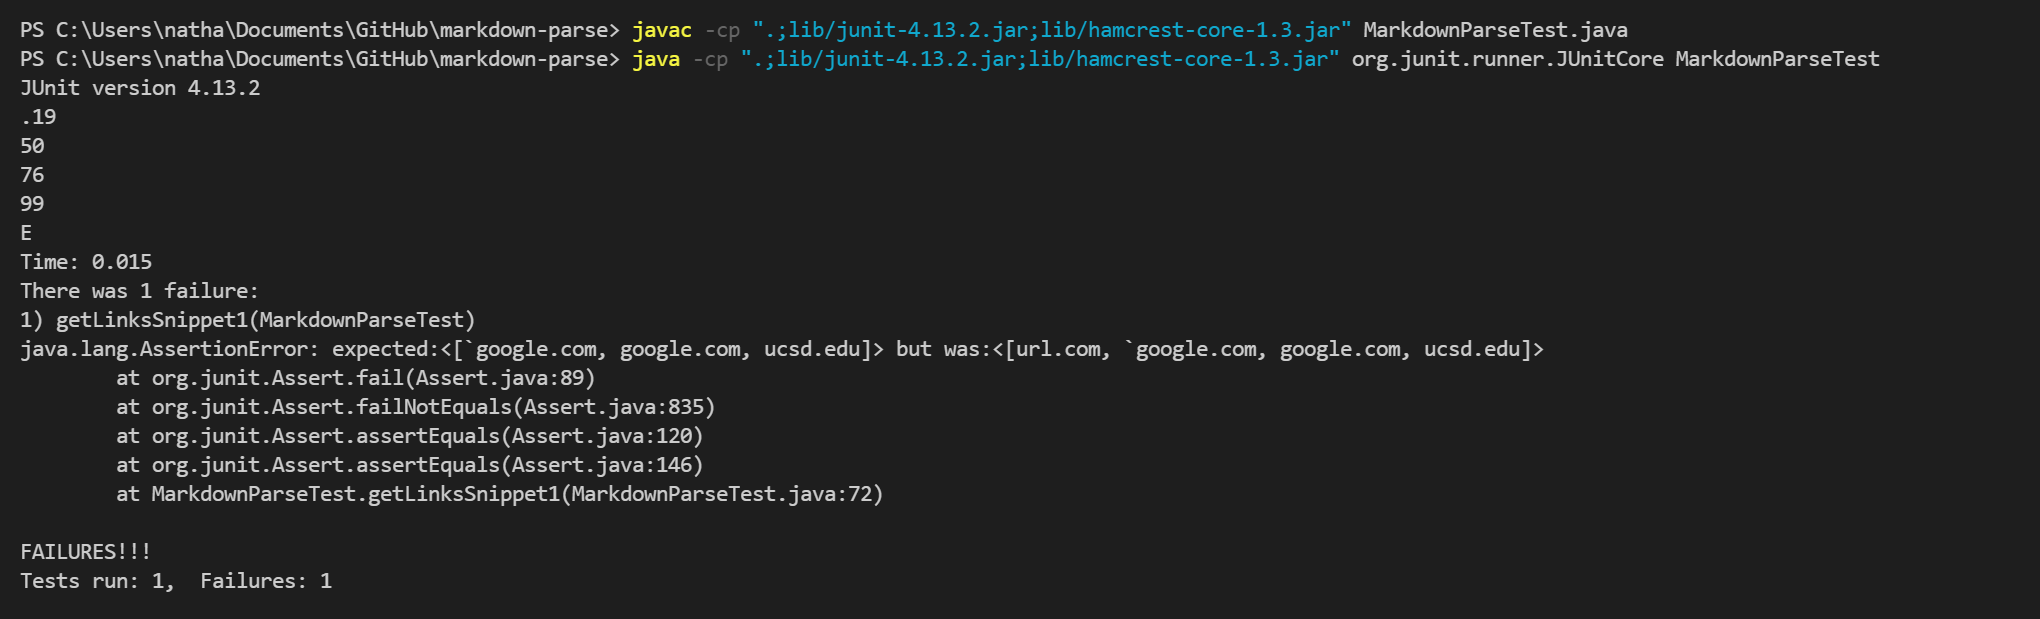 PS C:\Users\natha\Documents\GitHub\markdown-parse> javac -cp ".;lib/junit-4.13.2.jar;lib/hamcrest-core-1.3.jar" MarkdownParseTest.java
PS C:\Users\natha\Documents\GitHub\markdown-parse> java -cp ".;lib/junit-4.13.2.jar;lib/hamcrest-core-1.3.jar" org.junit.runner.JUnitCore MarkdownParseTest
JUnit version 4.13.2
.19
50
76
99
E
Time: 0.015
There was 1 failure:
1) getLinksSnippet1(MarkdownParseTest)
java.lang.AssertionError: expected:<[`google.com, google.com, ucsd.edu]> but was:<[url.com, `google.com, google.com, ucsd.edu]>
        at org.junit.Assert.fail(Assert.java:89)
        at org.junit.Assert.failNotEquals(Assert.java:835)
        at org.junit.Assert.assertEquals(Assert.java:120)
        at org.junit.Assert.assertEquals(Assert.java:146)
        at MarkdownParseTest.getLinksSnippet1(MarkdownParseTest.java:72)

FAILURES!!!
Tests run: 1,  Failures: 1